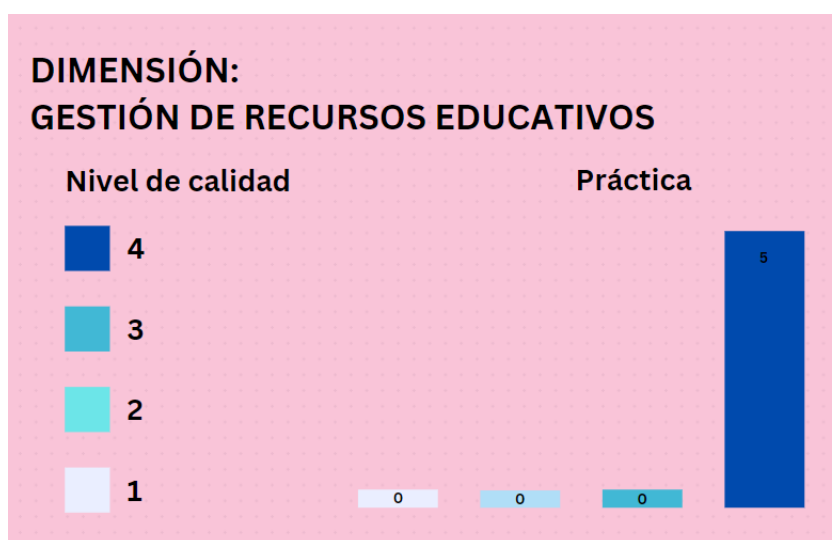 DIMENSIÓN:
GESTIÓN DE RECURSOS EDUCATIVOS
Nivel de calidad
Práctica
4
3
2
1
0
0
0
5